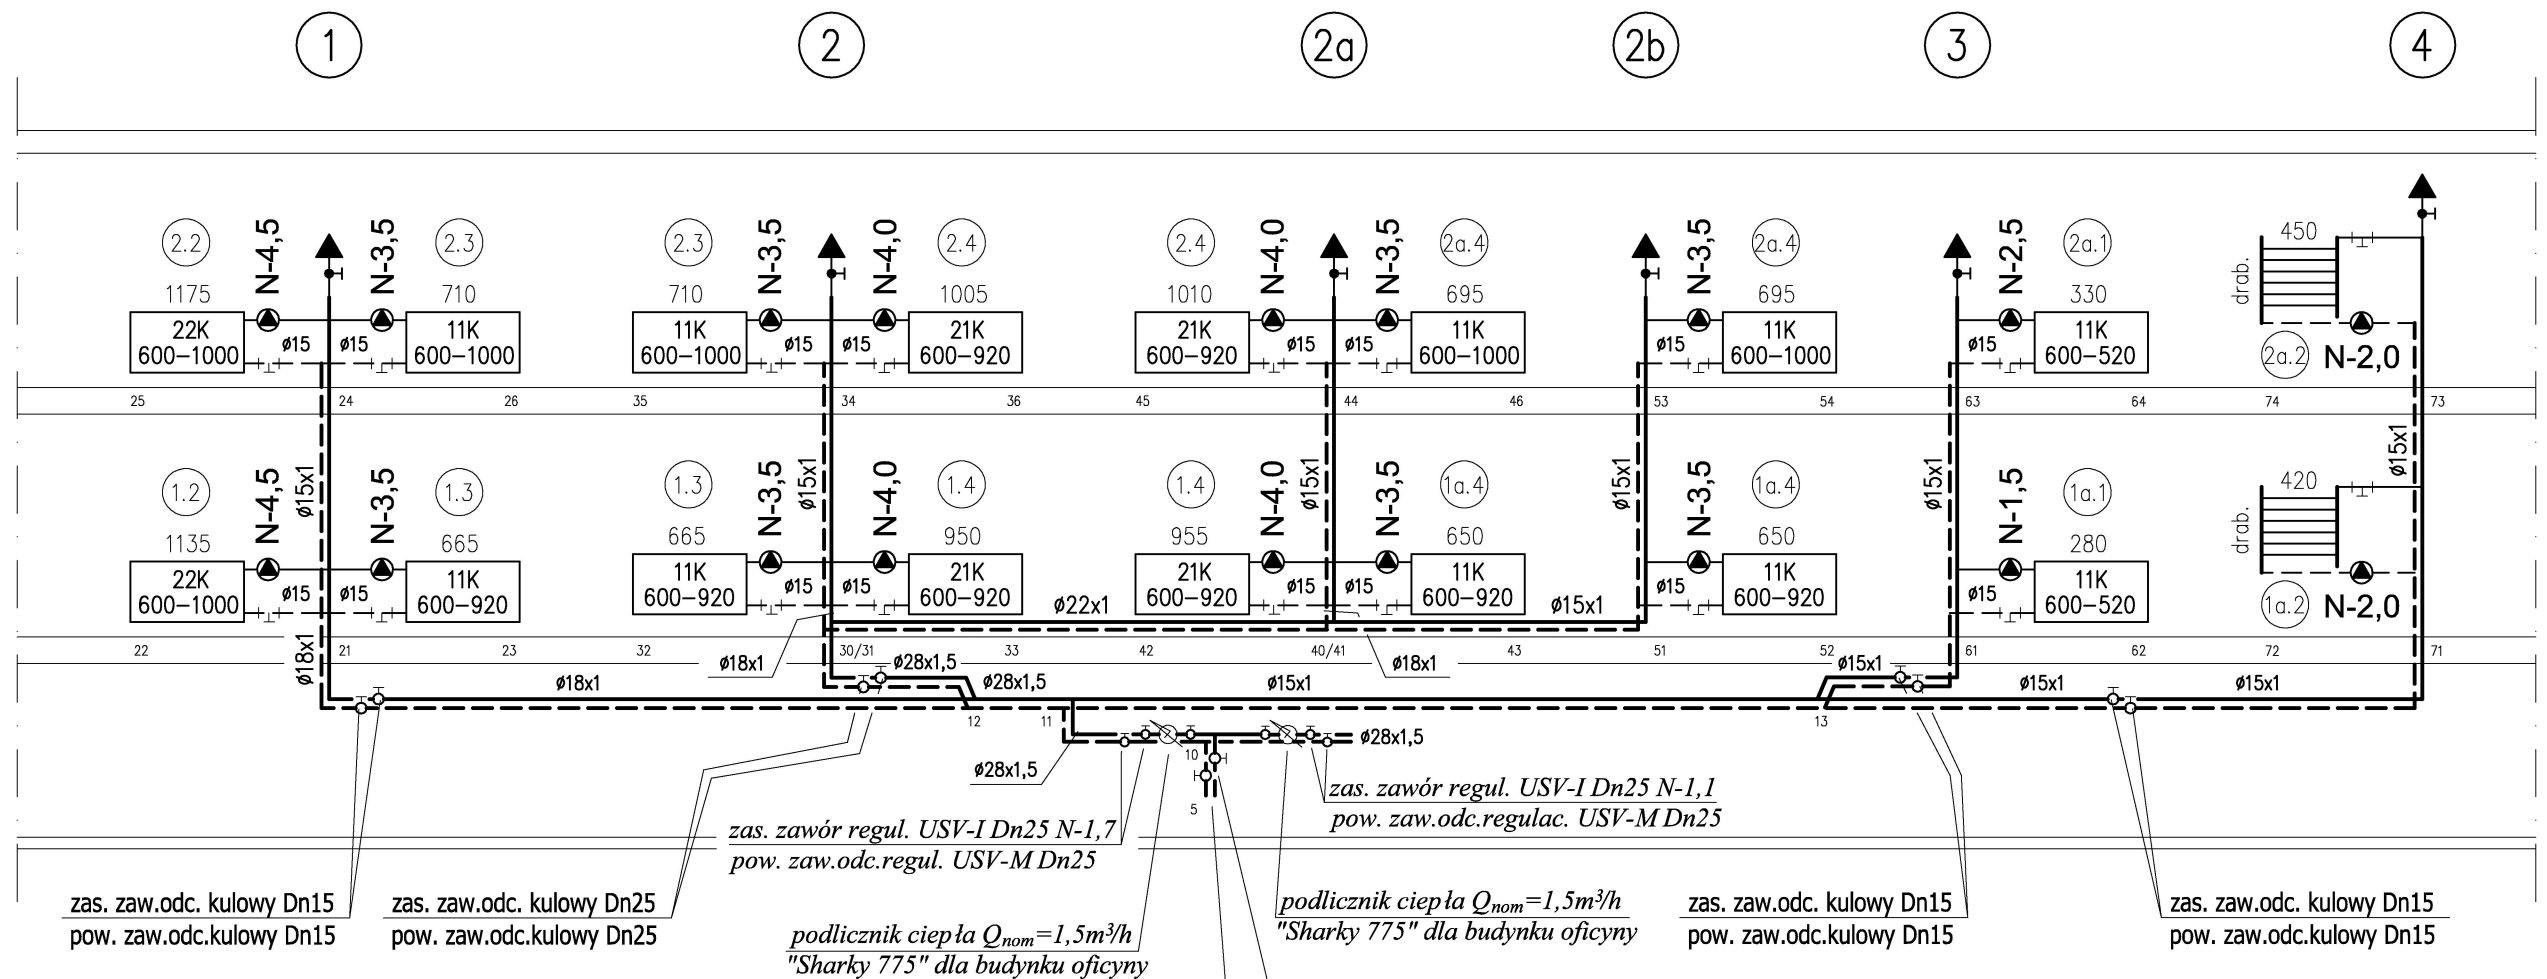 1 2 2a 2b 3 4
2.2 N-4,5 N-3,5 2.3 2.3 N-3,5 N-4,0 2.4 2.4 N-4,0 N-3,5 2a.4 N-3,5 2a.4 N-2,5 2a.1
450
drab.
1175 710 710 1005 1010 695 695 330
22K 11K 11K 21K 21K 11K 11K 11K
600-1000 ø15 ø15 600-1000 600-1000 ø15 ø15 600-920 600-920 ø15 ø15 600-1000 ø15 600-1000 ø15 600-520
2a.2 N-2,0
25 24 26 35 34 36 45 44 46 53 54 63 64 74 73
ø15x1 ø15x1 ø15x1 ø15x1 ø15x1 ø15x1
1.2 N-4,5 N-3,5 1.3 1.3 N-3,5 N-4,0 1.4 1.4 N-4,0 N-3,5 1a.4 N-3,5 1a.4 N-1,5 1a.1
420
drab.
1135 665 665 950 955 650 650 280
22K 11K 11K 21K 21K 11K 11K 11K
600-1000 ø15 ø15 600-920 600-920 ø15 ø15 600-920 600-920 ø15 ø15 600-920 ø15 600-920 ø15 600-520
ø22x1 ø15x1
1a.2 N-2,0
22 21 23 32 30/31 33 42 40/41 43 51 52 61 62 72 71
ø18x1 ø18x1 ø28x1,5 ø18x1 ø15x1
ø18x1 ø28x1,5 ø15x1 ø15x1 ø15x1
12 11 13
10
ø28x1,5
ø28x1,5
5
zas. zawór regul. USV-I Dn25 N-1,1
pow. zaw.odc.regulac. USV-M Dn25
zas. zawór regul. USV-I Dn25 N-1,7
pow. zaw.odc.regul. USV-M Dn25
zas. zaw.odc. kulowy Dn15
pow. zaw.odc.kulowy Dn15
zas. zaw.odc. kulowy Dn25
pow. zaw.odc.kulowy Dn25
podlicznik ciepła Qnom=1,5m³/h
"Sharky 775" dla budynku oficyny
podlicznik ciepła Qnom=1,5m³/h
"Sharky 775" dla budynku oficyny
zas. zaw.odc. kulowy Dn15
pow. zaw.odc.kulowy Dn15
zas. zaw.odc. kulowy Dn15
pow. zaw.odc.kulowy Dn15